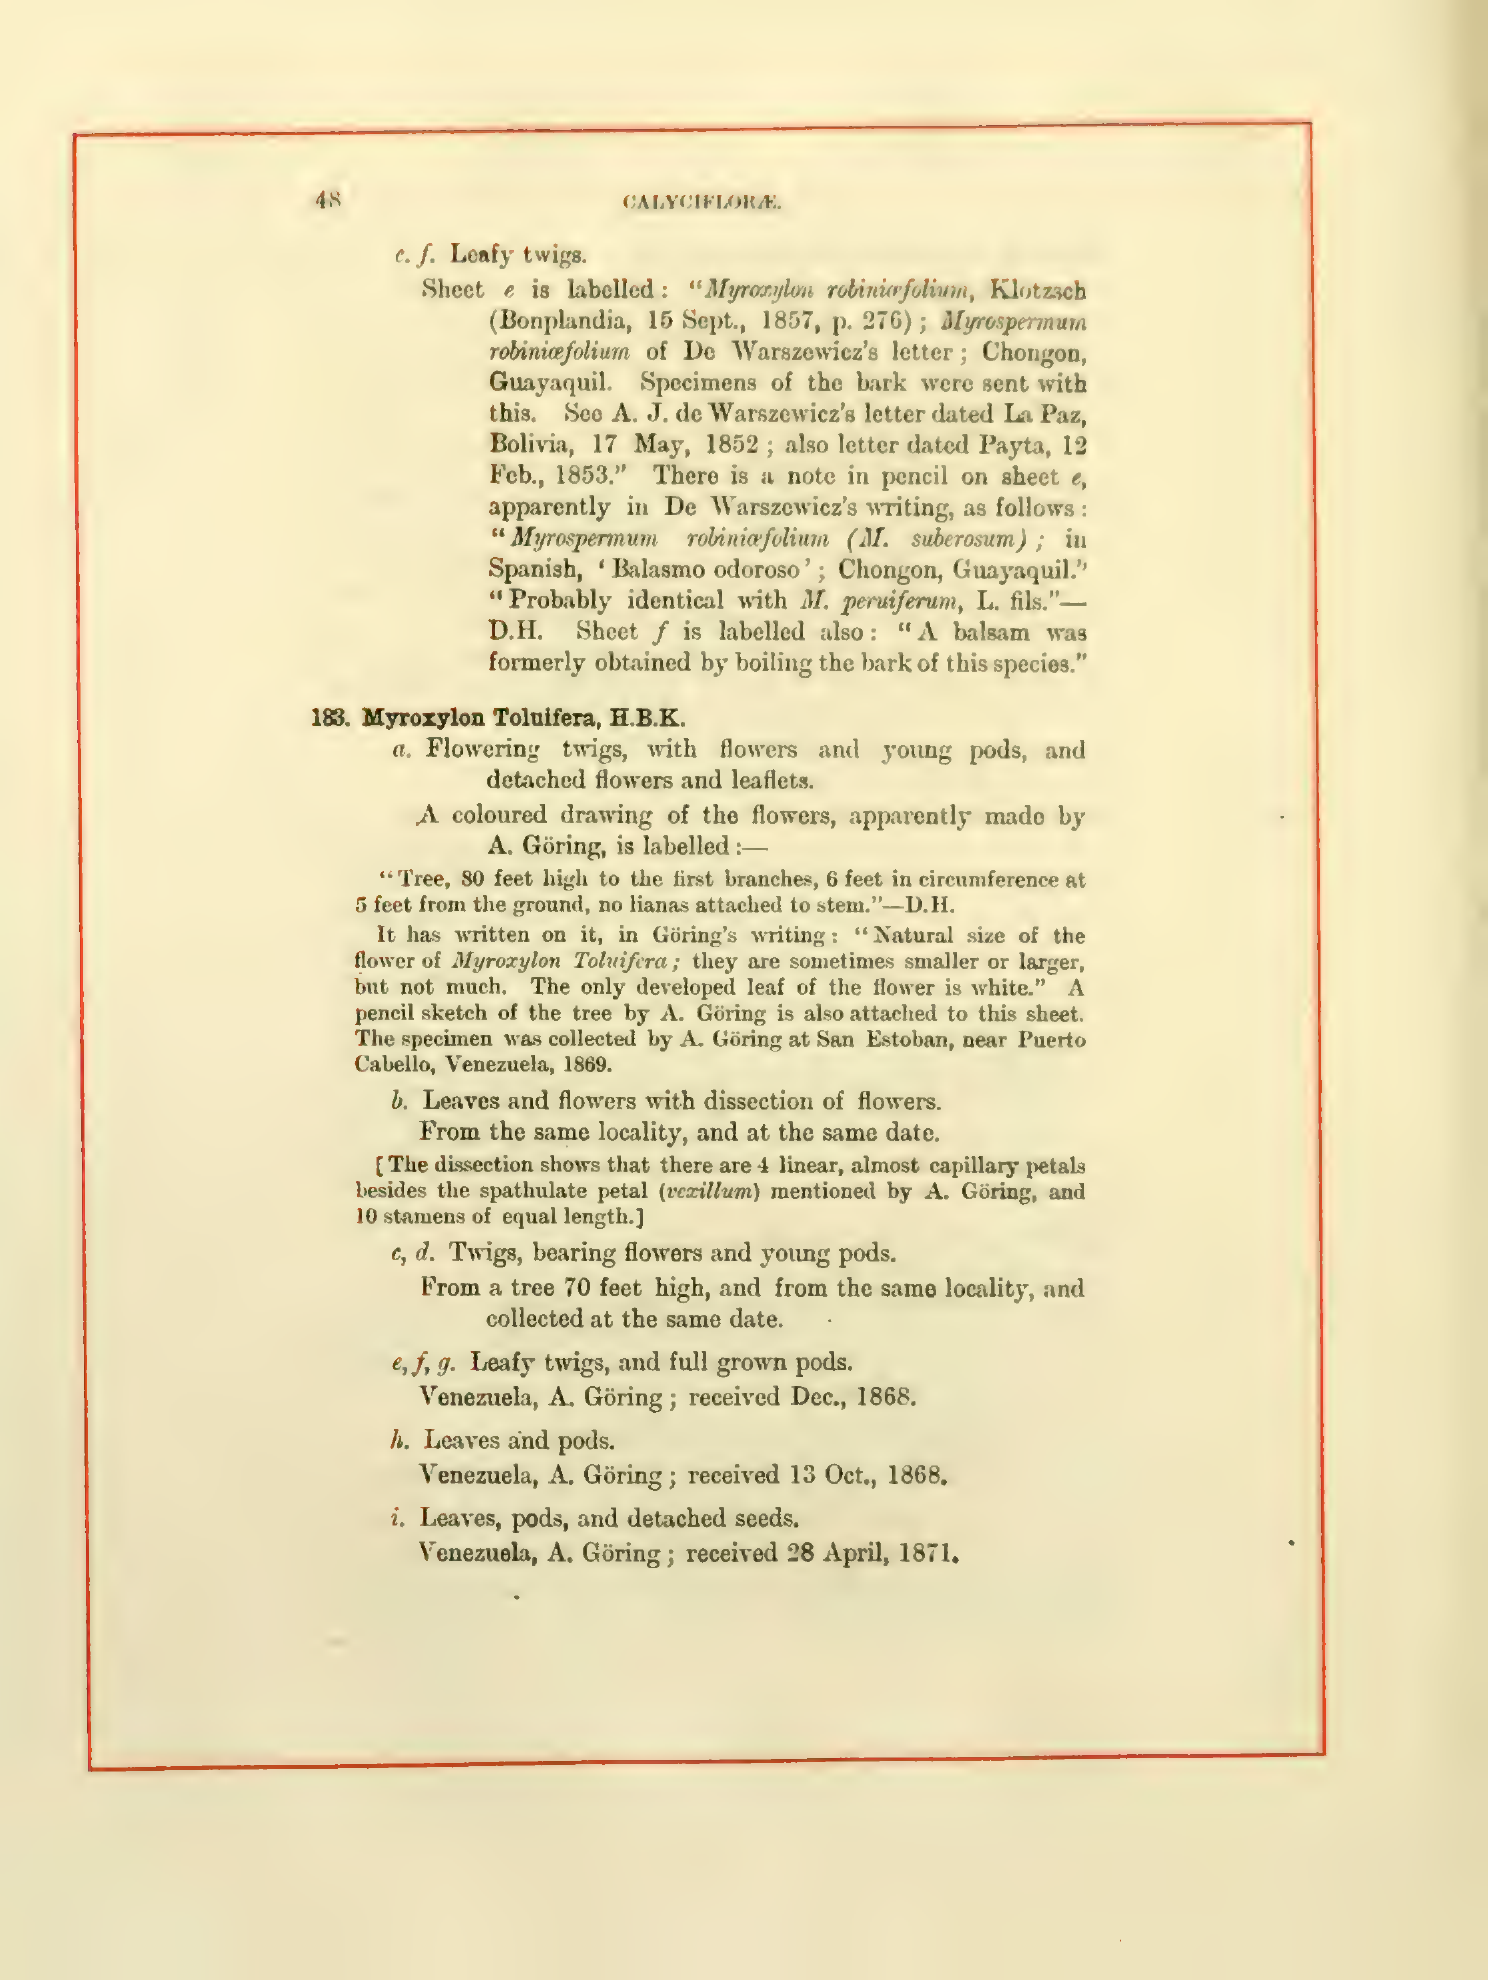 48
CALYCIFLORÆ.
e. f. Leafy twigs.
Sheet e is labelled: "Myroxylon robiniæfolium, Klotzsch
(Bonplandia, 15 Sept., 1857, p. 276); Myrospermum
robiniæfolium of De Warszewicz's letter; Chongon,
Guayaquil. Specimens of the bark were sent with
this. See A. J. de Warszewicz's letter dated La Paz,
Bolivia, 17 May, 1852; also letter dated Payta, 12
Feb., 1853." There is a note in pencil on sheet e,
apparently in De Warszewicz's writing, as follows:
"Myrospermum robiniæfolium (M. suberosum); in
Spanish, 'Balasmo odoroso'; Chongon, Guayaquil."
"Probably identical with M. peruiferum, L. fils."—
D.H. Sheet f is labelled also: "A balsam was
formerly obtained by boiling the bark of this species."
183. Myroxylon Toluifera, H.B.K.
a. Flowering twigs, with flowers and young pods, and
detached flowers and leaflets.
A coloured drawing of the flowers, apparently made by
A. Göring, is labelled:—
"Tree, 80 feet high to the first branches, 6 feet in circumference at
5 feet from the ground, no lianas attached to stem."—D.H.
It has written on it, in Göring's writing: "Natural size of the
flower of Myroxylon Toluifera; they are sometimes smaller or larger,
but not much. The only developed leaf of the flower is white." A
pencil sketch of the tree by A. Göring is also attached to this sheet.
The specimen was collected by A. Göring at San Estoban, near Puerto
Cabello, Venezuela, 1869.
b. Leaves and flowers with dissection of flowers.
From the same locality, and at the same date.
[The dissection shows that there are 4 linear, almost capillary petals
besides the spathulate petal (vexillum) mentioned by A. Göring, and
10 stamens of equal length.]
c, d. Twigs, bearing flowers and young pods.
From a tree 70 feet high, and from the same locality, and
collected at the same date.
e, f, g. Leafy twigs, and full grown pods.
Venezuela, A. Göring; received Dec., 1868.
h. Leaves and pods.
Venezuela, A. Göring; received 13 Oct., 1868.
i. Leaves, pods, and detached seeds.
Venezuela, A. Göring; received 28 April, 1871.